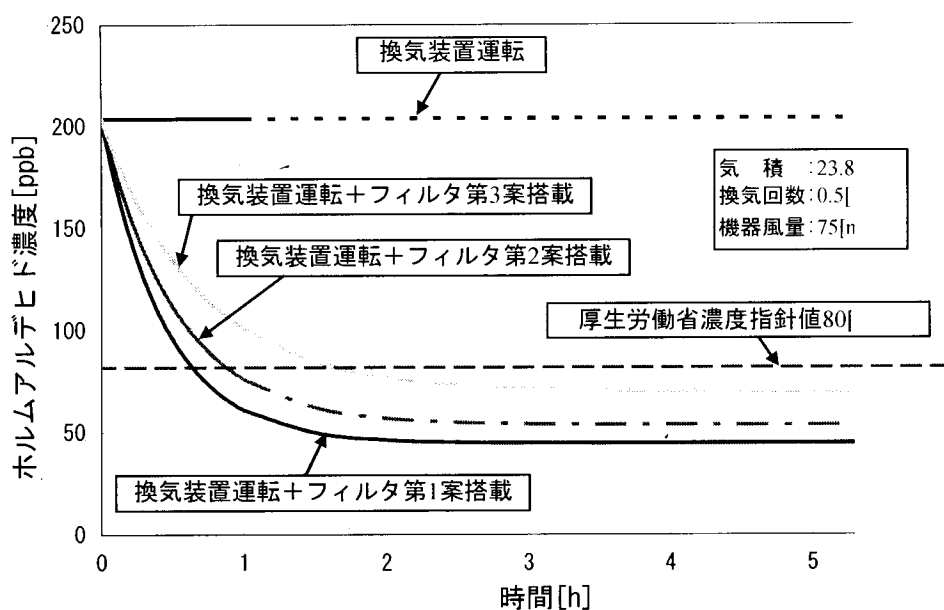 250
200
150
100
50
0
ホルムアルデヒド濃度[ppb]
換気装置運転
気 積 :23.8
換気回数:0.5[
機器風量:75[n
換気装置運転+フィルタ第3案搭載
換気装置運転+フィルタ第2案搭載
厚生労働省濃度指針値80[
換気装置運転+フィルタ第1案搭載
0 1 2 3 4 5
時間[h]